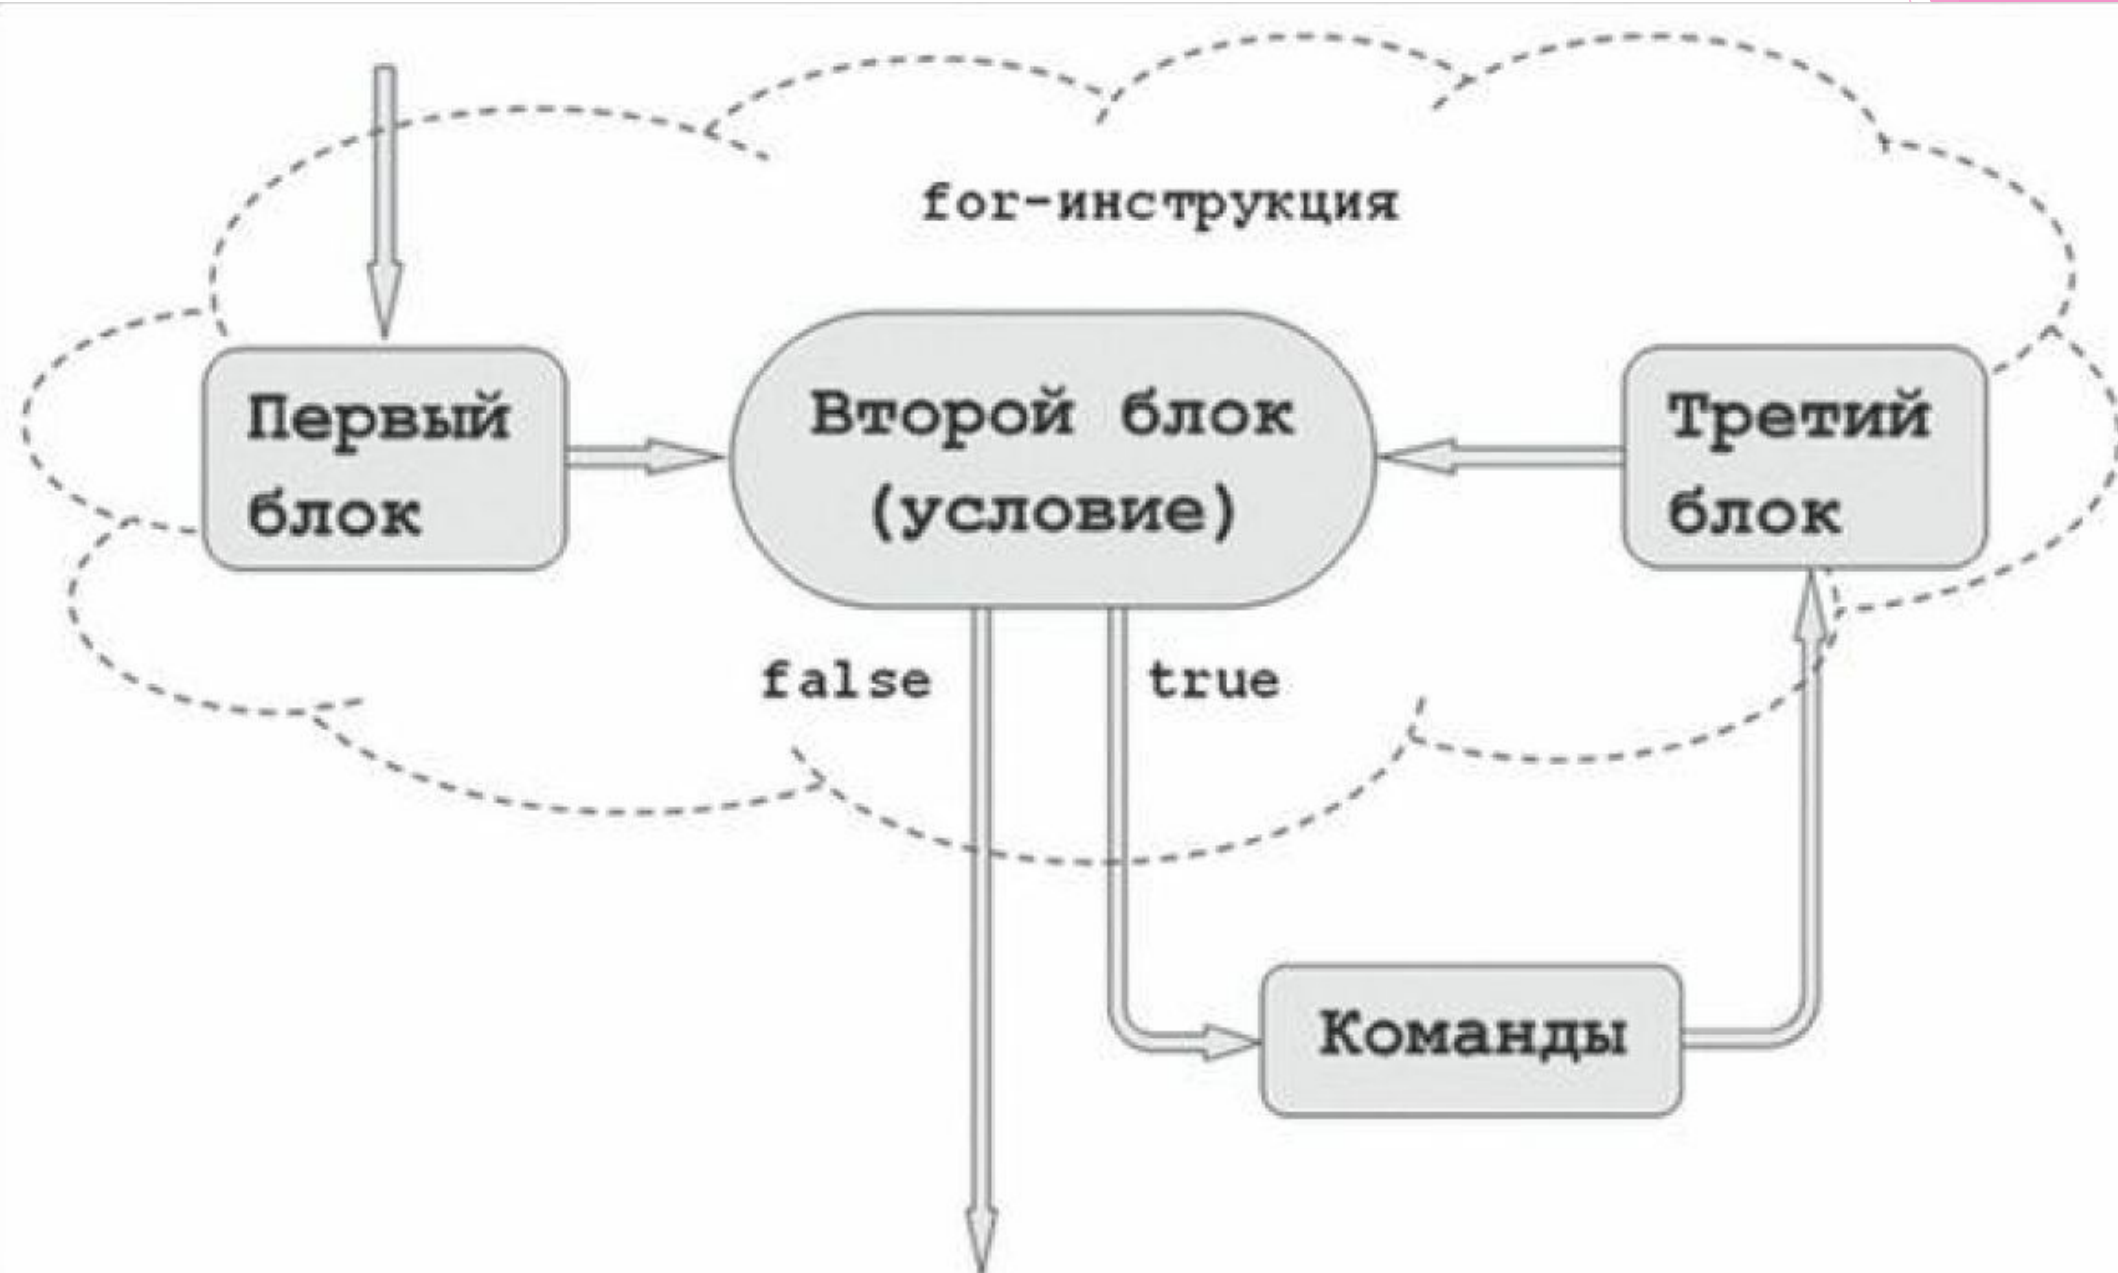 for-инструкция
Первый
блок
Второй блок
(условие)
Третий
блок
false
true
Команды